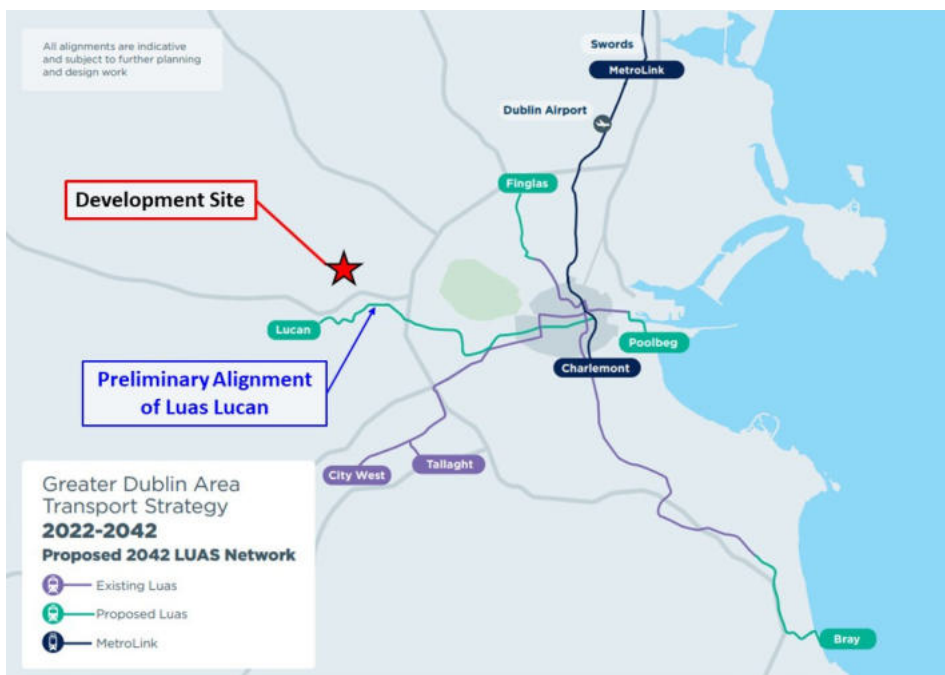 All alignments are indicative
and subject to further planning
and design work
Swords
MetroLink
Dublin Airport
Finglas
Development Site
Lucan
Poolbeg
Charlemont
Preliminary Alignment
of Luas Lucan
City West
Tallaght
Greater Dublin Area
Transport Strategy
2022-2042
Proposed 2042 LUAS Network
Existing Luas
Proposed Luas
MetroLink
Bray